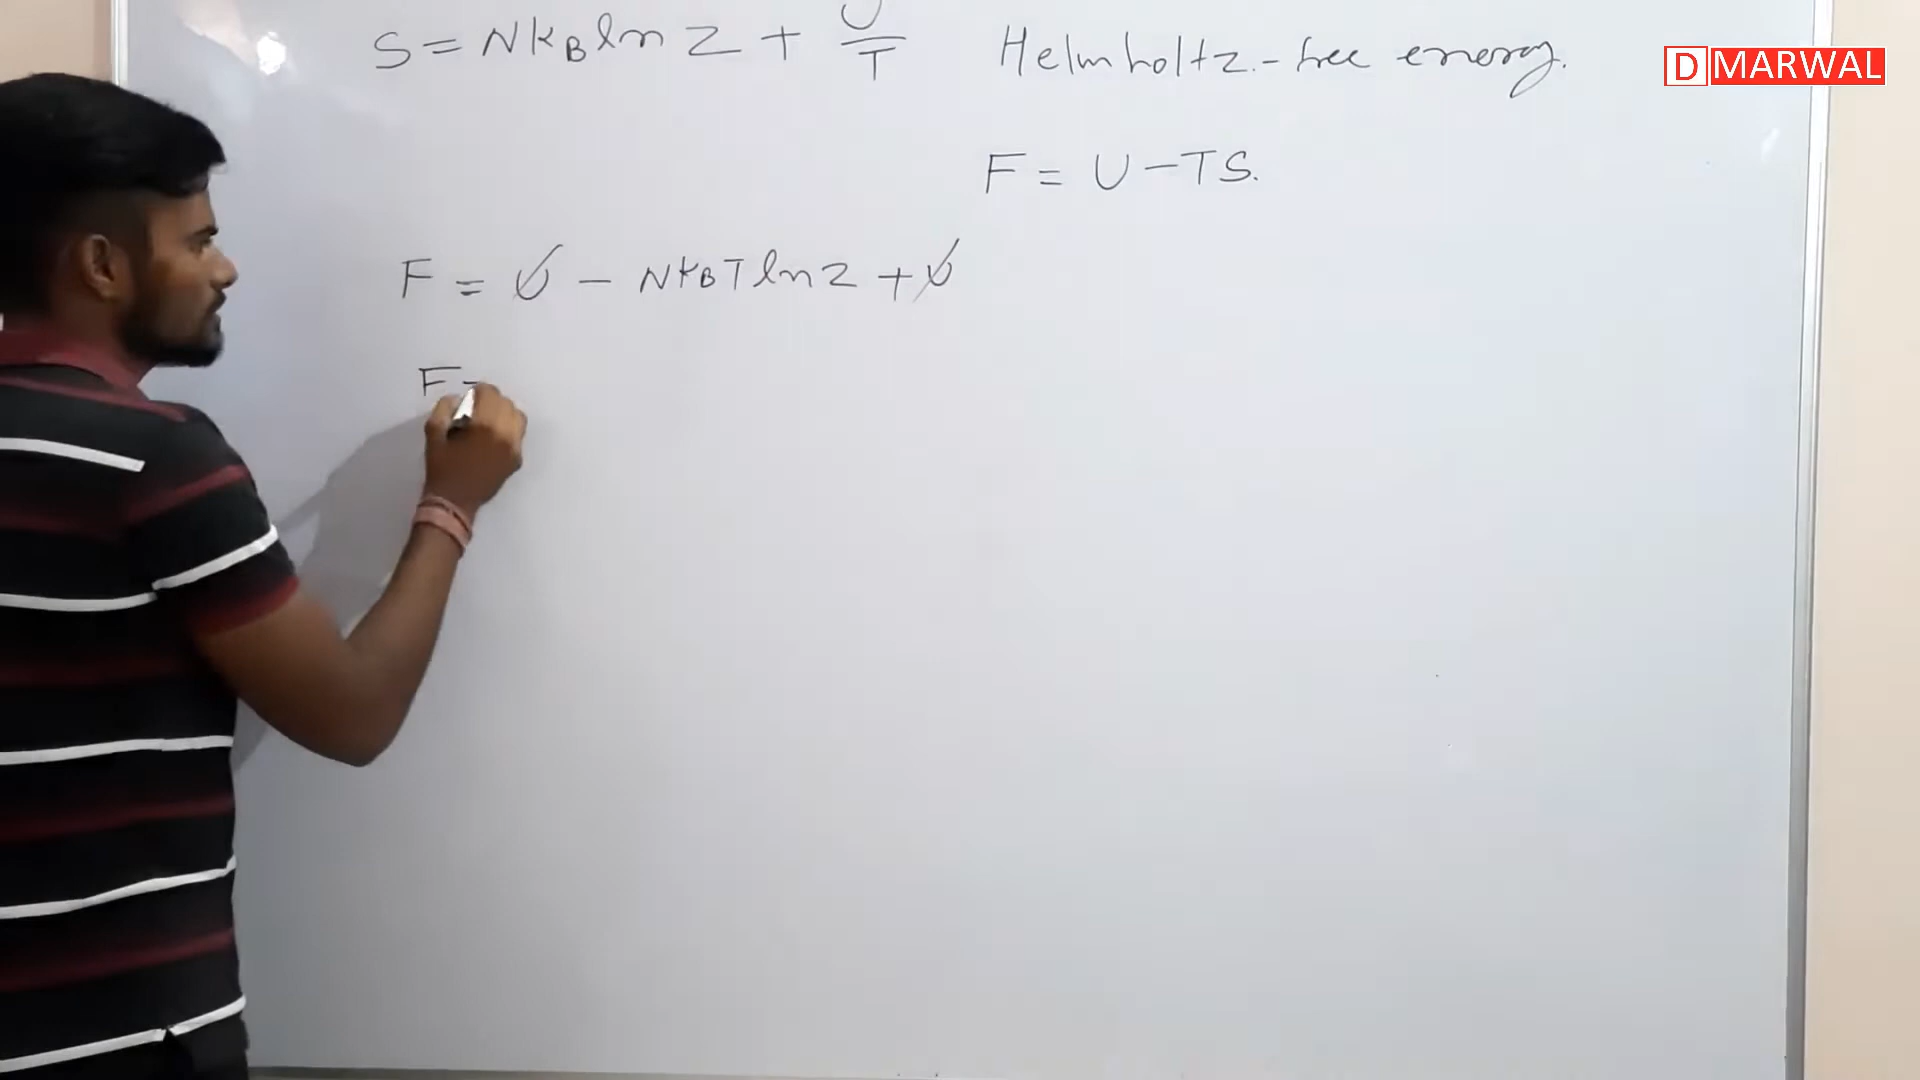 S = NkB ln Z + U/T Helmholtz-free energy.
D MARWAL
F = U - TS.
F = U - NkBT ln Z + U
F =